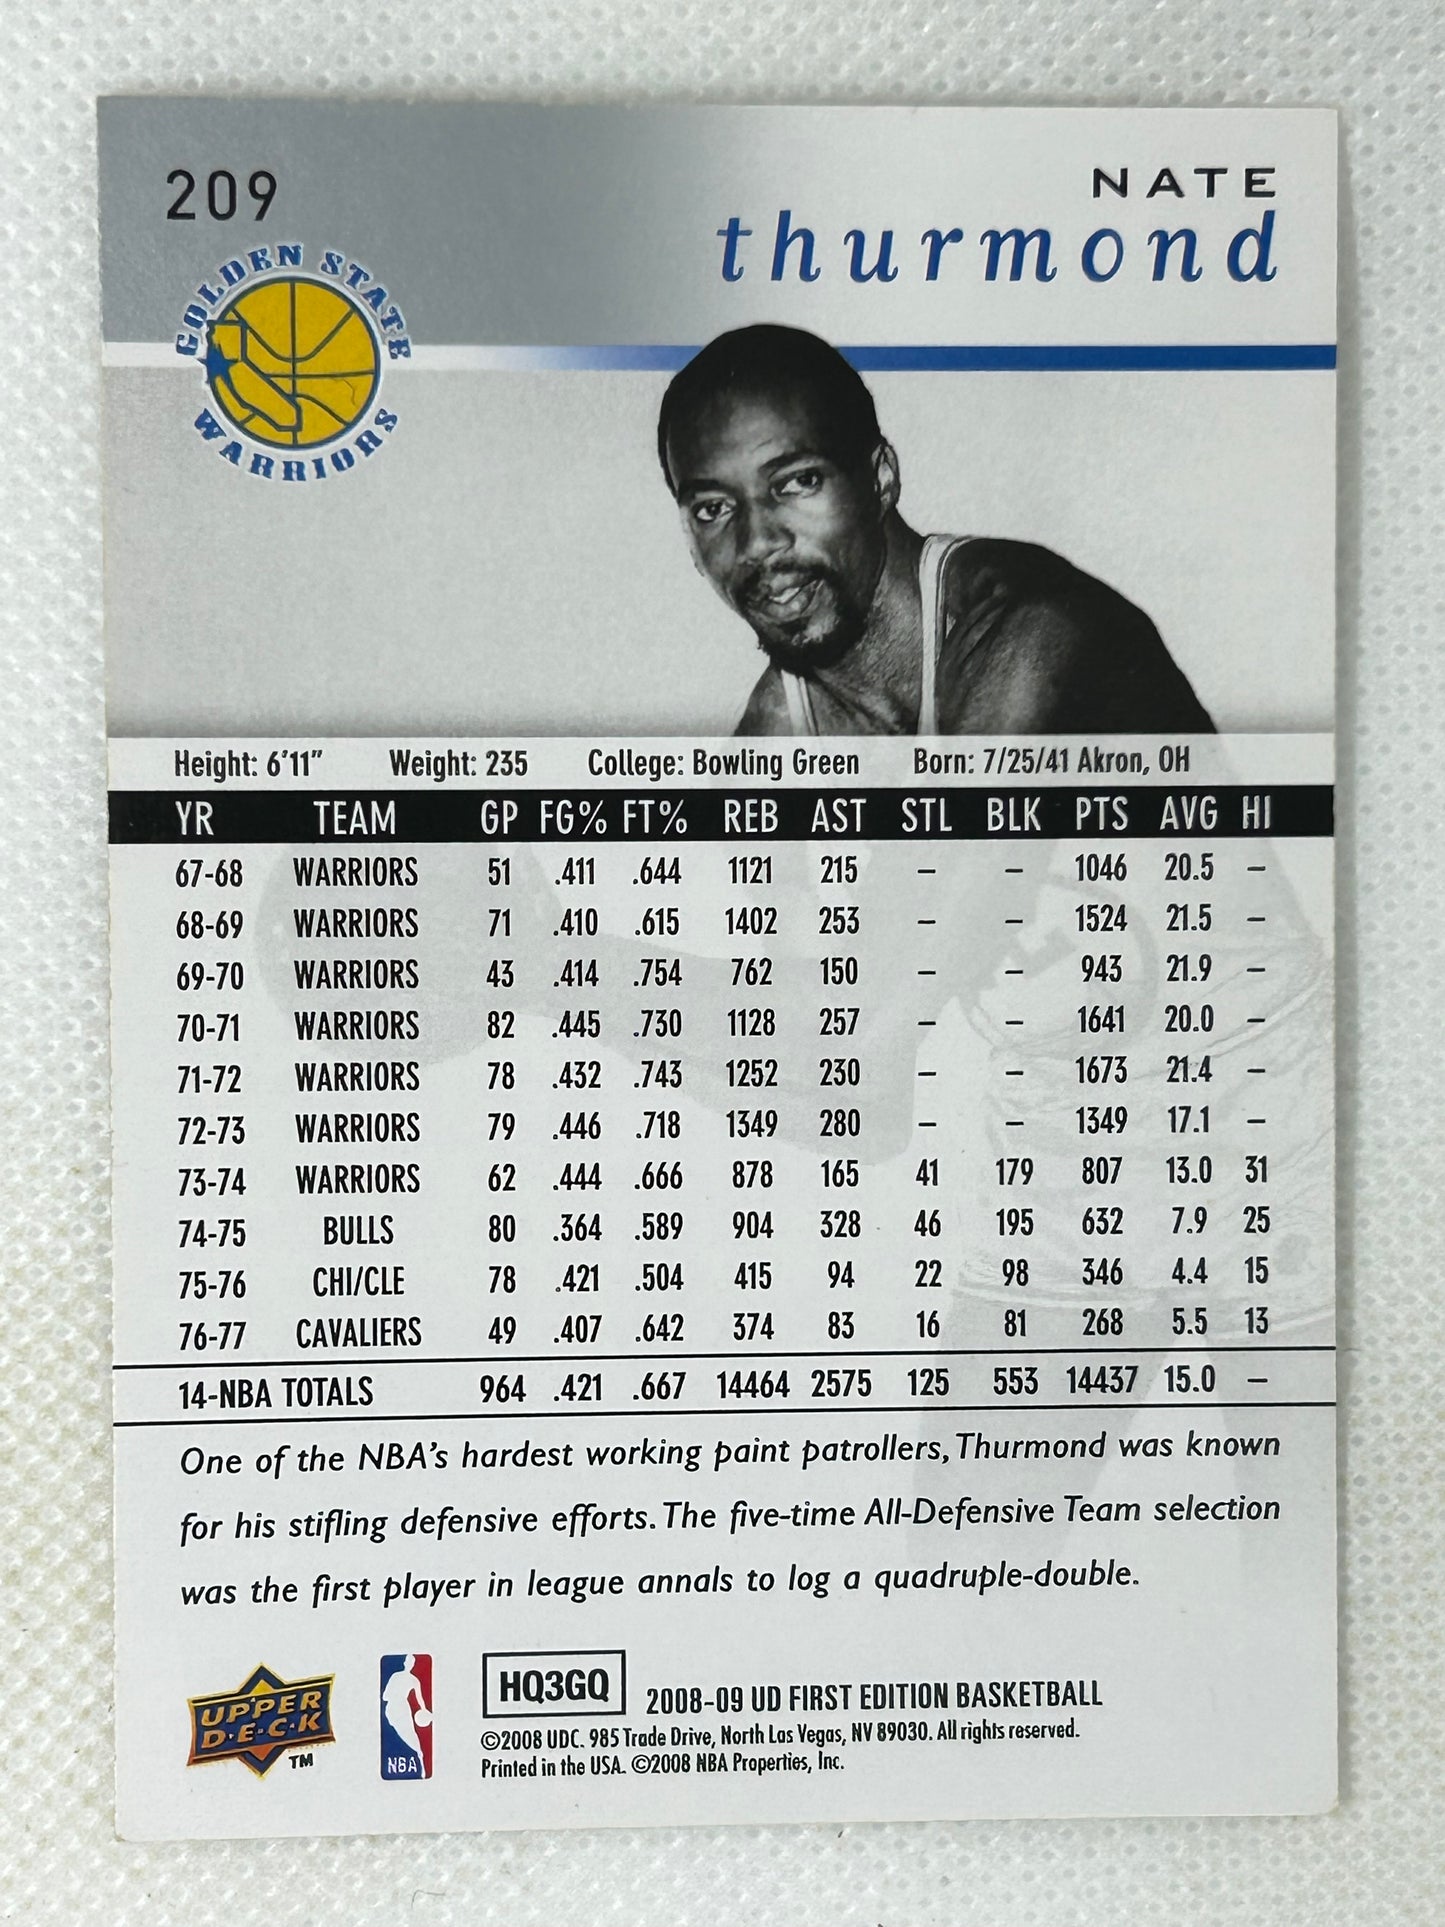 209
NATE
thurmond
GOLDEN STATE
WARRIORS
Height: 6'11" Weight: 235 College: Bowling Green Born: 7/25/41 Akron, OH
YR TEAM GP FG% FT% REB AST STL BLK PTS AVG HI
67-68 WARRIORS 51 .411 .644 1121 215 – – 1046 20.5 –
68-69 WARRIORS 71 .410 .615 1402 253 – – 1524 21.5 –
69-70 WARRIORS 43 .414 .754 762 150 – – 943 21.9 –
70-71 WARRIORS 82 .445 .730 1128 257 – – 1641 20.0 –
71-72 WARRIORS 78 .432 .743 1252 230 – – 1673 21.4 –
72-73 WARRIORS 79 .446 .718 1349 280 – – 1349 17.1 –
73-74 WARRIORS 62 .444 .666 878 165 41 179 807 13.0 31
74-75 BULLS 80 .364 .589 904 328 46 195 632 7.9 25
75-76 CHI/CLE 78 .421 .504 415 94 22 98 346 4.4 15
76-77 CAVALIERS 49 .407 .642 374 83 16 81 268 5.5 13
14-NBA TOTALS 964 .421 .667 14464 2575 125 553 14437 15.0 –
One of the NBA's hardest working paint patrollers, Thurmond was known
for his stifling defensive efforts. The five-time All-Defensive Team selection
was the first player in league annals to log a quadruple-double.
UPPER
D·E·C·K
TM
NBA
HQ3GQ
2008-09 UD FIRST EDITION BASKETBALL
©2008 UDC. 985 Trade Drive, North Las Vegas, NV 89030. All rights reserved.
Printed in the USA. ©2008 NBA Properties, Inc.